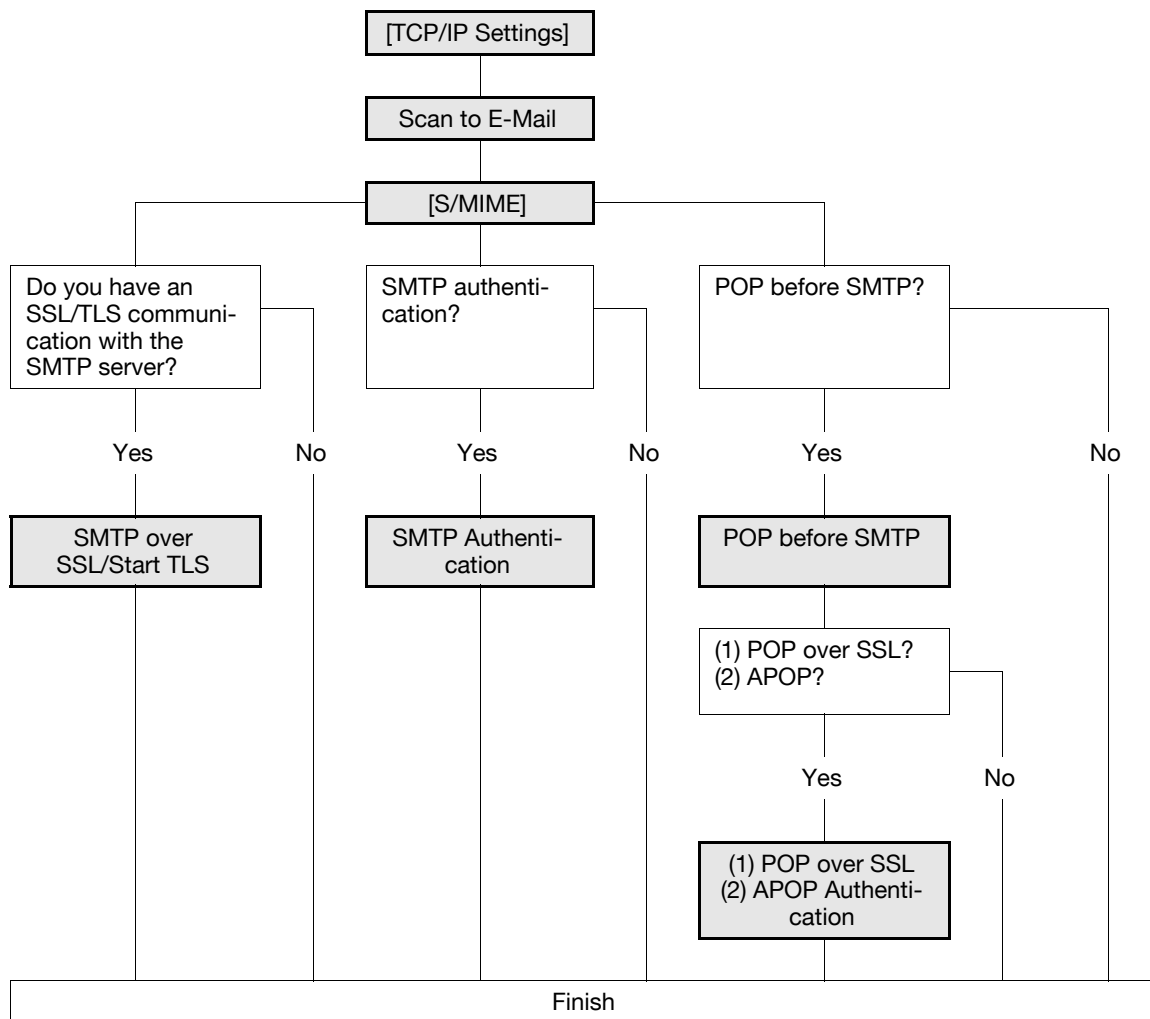 [TCP/IP Settings]
Scan to E-Mail
[S/MIME]
Do you have an
SSL/TLS communi-
cation with the
SMTP server?
SMTP authenti-
cation?
POP before SMTP?
Yes
No
Yes
No
Yes
No
SMTP over
SSL/Start TLS
SMTP Authenti-
cation
POP before SMTP
(1) POP over SSL?
(2) APOP?
Yes
No
(1) POP over SSL
(2) APOP Authenti-
cation
Finish